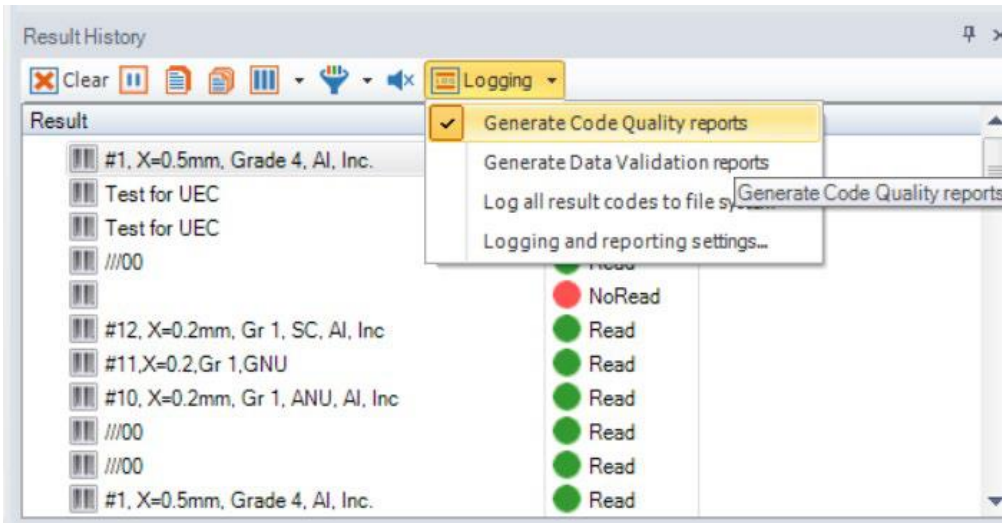 Result History
Clear Logging
Result
Generate Code Quality reports
#1, X=0.5mm, Grade 4, AI, Inc.
Generate Data Validation reports
Test for UEC
Generate Code Quality reports
Log all result codes to file
Test for UEC
Logging and reporting settings...
///00 Read
NoRead
#12, X=0.2mm, Gr 1, SC, AI, Inc Read
#11,X=0.2,Gr 1,GNU Read
#10, X=0.2mm, Gr 1, ANU, AI, Inc Read
///00 Read
///00 Read
#1, X=0.5mm, Grade 4, AI, Inc. Read